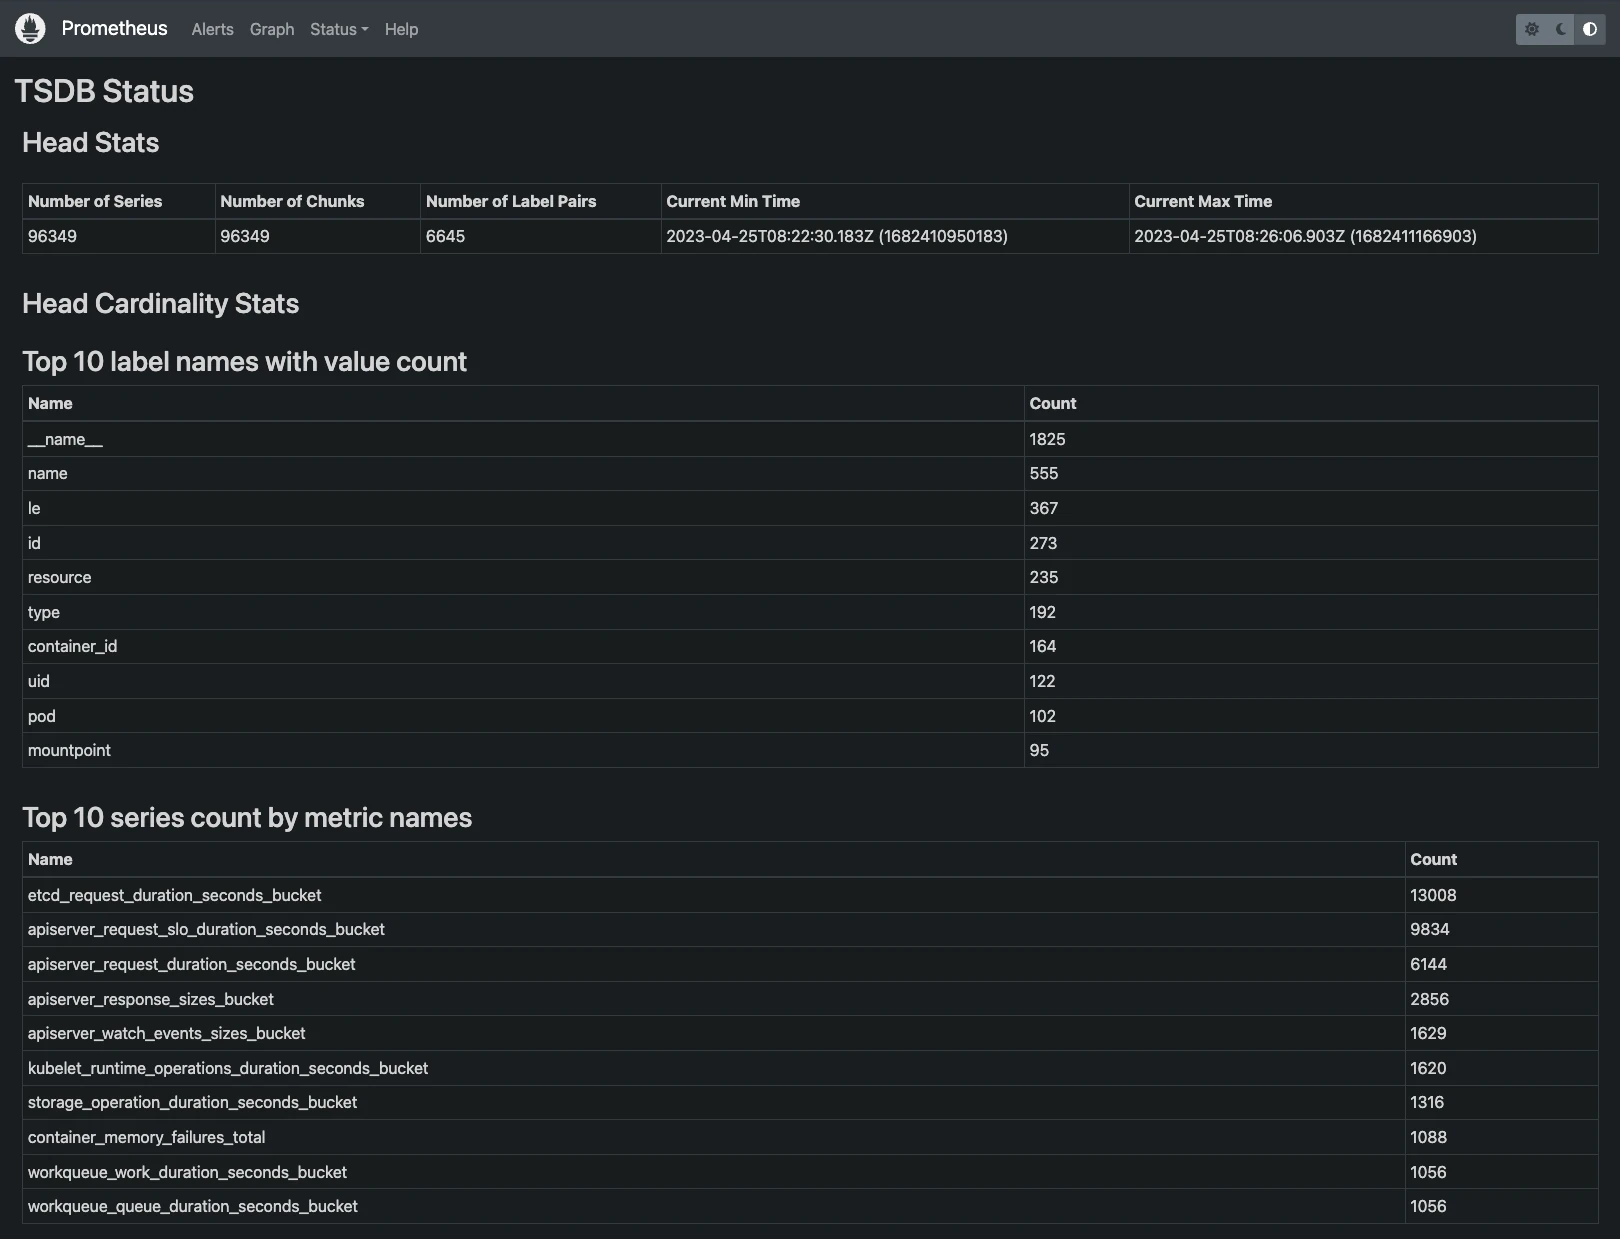 Prometheus Alerts Graph Status Help
TSDB Status
Head Stats
Number of Series Number of Chunks Number of Label Pairs Current Min Time Current Max Time
96349 96349 6645 2023-04-25T08:22:30.183Z (1682410950183) 2023-04-25T08:26:06.903Z (1682411166903)
Head Cardinality Stats
Top 10 label names with value count
Name Count
__name__ 1825
name 555
le 367
id 273
resource 235
type 192
container_id 164
uid 122
pod 102
mountpoint 95
Top 10 series count by metric names
Name Count
etcd_request_duration_seconds_bucket 13008
apiserver_request_slo_duration_seconds_bucket 9834
apiserver_request_duration_seconds_bucket 6144
apiserver_response_sizes_bucket 2856
apiserver_watch_events_sizes_bucket 1629
kubelet_runtime_operations_duration_seconds_bucket 1620
storage_operation_duration_seconds_bucket 1316
container_memory_failures_total 1088
workqueue_work_duration_seconds_bucket 1056
workqueue_queue_duration_seconds_bucket 1056